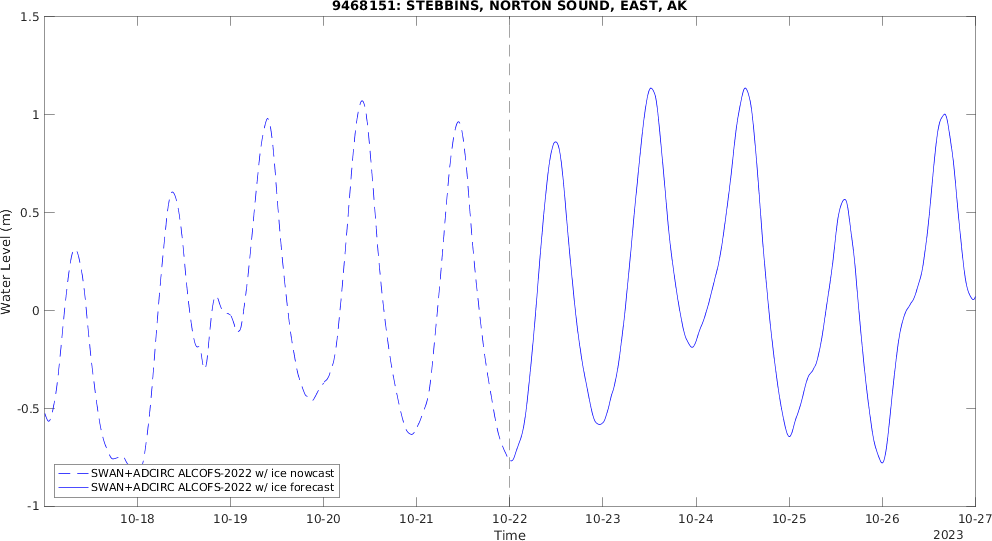 9468151: STEBBINS, NORTON SOUND, EAST, AK
Water Level (m)
1.5
1
0.5
0
-0.5
-1
SWAN+ADCIRC ALCOFS-2022 w/ ice nowcast
SWAN+ADCIRC ALCOFS-2022 w/ ice forecast
10-18 10-19 10-20 10-21 10-22 10-23 10-24 10-25 10-26 10-27
Time
2023